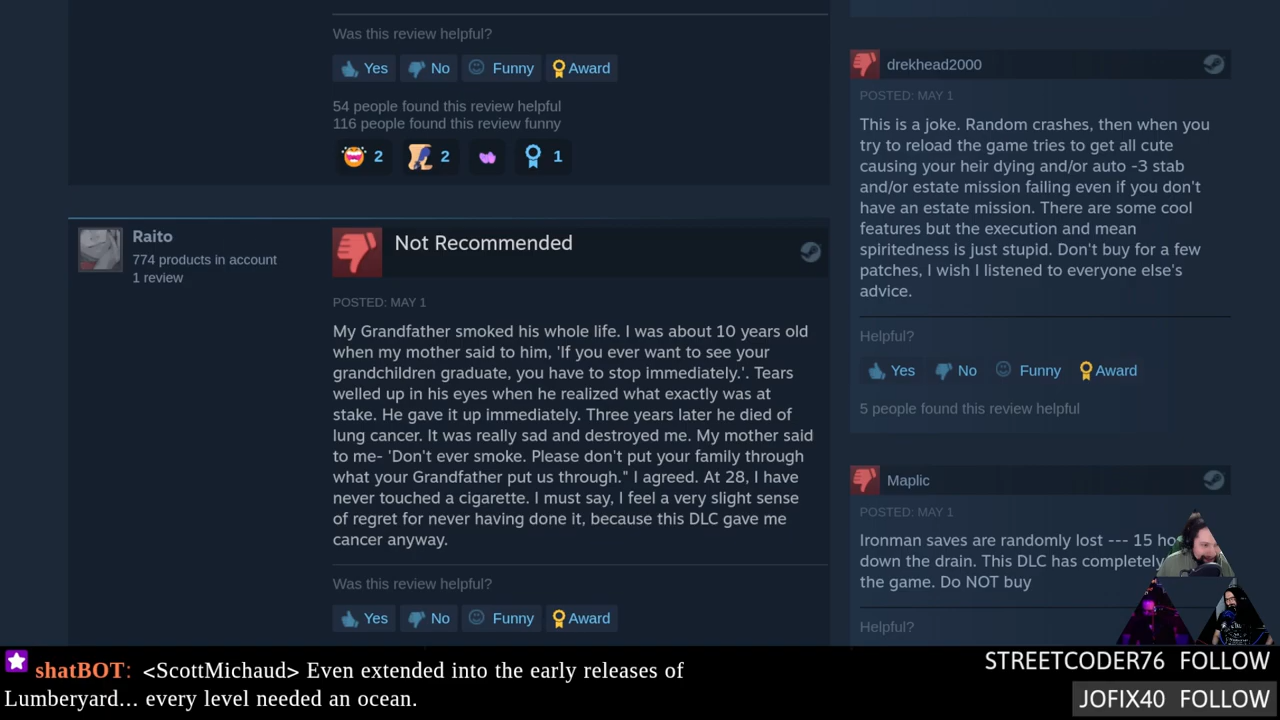 Was this review helpful?
Yes No Funny Award
54 people found this review helpful
116 people found this review funny
2 2 1
Raito
774 products in account
1 review
Not Recommended
POSTED: MAY 1
My Grandfather smoked his whole life. I was about 10 years old
when my mother said to him, 'If you ever want to see your
grandchildren graduate, you have to stop immediately.'. Tears
welled up in his eyes when he realized what exactly was at
stake. He gave it up immediately. Three years later he died of
lung cancer. It was really sad and destroyed me. My mother said
to me- 'Don't ever smoke. Please don't put your family through
what your Grandfather put us through." I agreed. At 28, I have
never touched a cigarette. I must say, I feel a very slight sense
of regret for never having done it, because this DLC gave me
cancer anyway.
Was this review helpful?
Yes No Funny Award
drekhead2000
POSTED: MAY 1
This is a joke. Random crashes, then when you
try to reload the game tries to get all cute
causing your heir dying and/or auto -3 stab
and/or estate mission failing even if you don't
have an estate mission. There are some cool
features but the execution and mean
spiritedness is just stupid. Don't buy for a few
patches, I wish I listened to everyone else's
advice.
Helpful?
Yes No Funny Award
5 people found this review helpful
Maplic
POSTED: MAY 1
Ironman saves are randomly lost --- 15
down the drain. This DLC has completely
the game. Do NOT buy
Helpful?
shatBOT: <ScottMichaud> Even extended into the early releases of
Lumberyard... every level needed an ocean.
STREETCODER76 FOLLOW
JOFIX40 FOLLOW